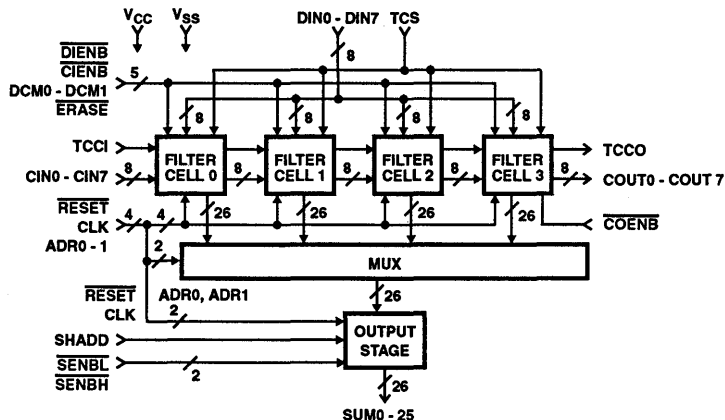 VCC VSS DIN0 - DIN7 TCS
DIENB
CIENB 5 8
DCM0 - DCM1
ERASE
8 8 8 8
TCCI FILTER CELL 0 FILTER CELL 1 FILTER CELL 2 FILTER CELL 3 TCCO
CIN0 - CIN7 8 8 8 8 8 COUT0 - COUT 7
RESET
CLK 4 4 26 26 26 26 COENB
ADR0 - 1 2
MUX
RESET ADR0, ADR1 26
CLK 2
SHADD OUTPUT STAGE
SENBL 2
SENBH 26
SUM0 - 25